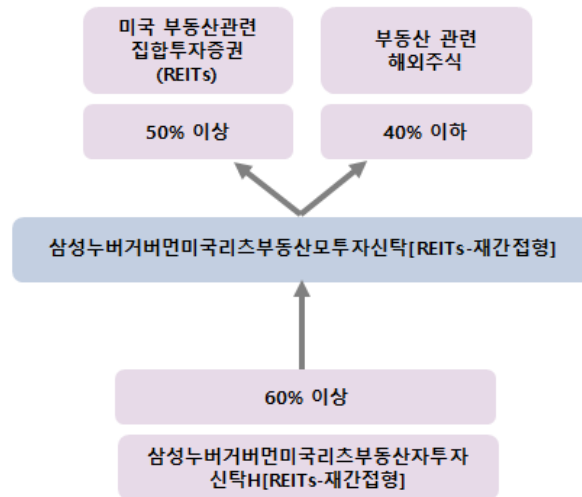 미국 부동산관련
집합투자증권
(REITs)
부동산 관련
해외주식
50% 이상
40% 이하
삼성누버거버먼미국리츠부동산모투자신탁[REITs-재간접형]
60% 이상
삼성누버거버먼미국리츠부동산자투자
신탁H[REITs-재간접형]